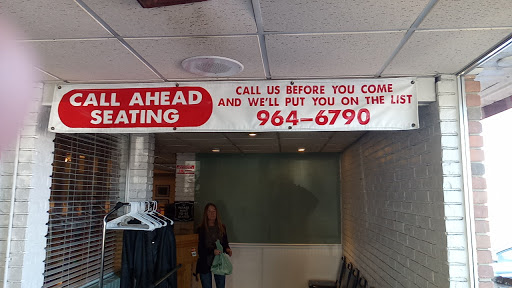 CALL AHEAD
SEATING
CALL US BEFORE YOU COME
AND WE'LL PUT YOU ON THE LIST
964-6790